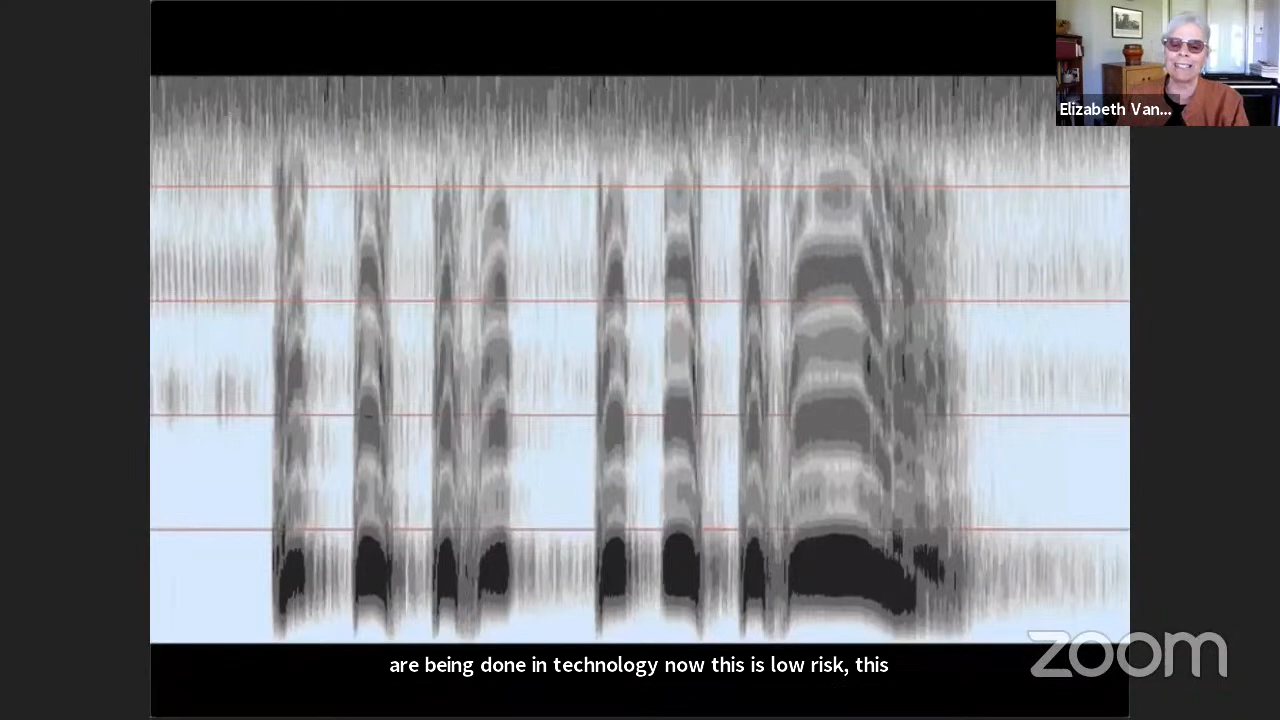 Elizabeth Van...
are being done in technology now this is low risk, this
zoom